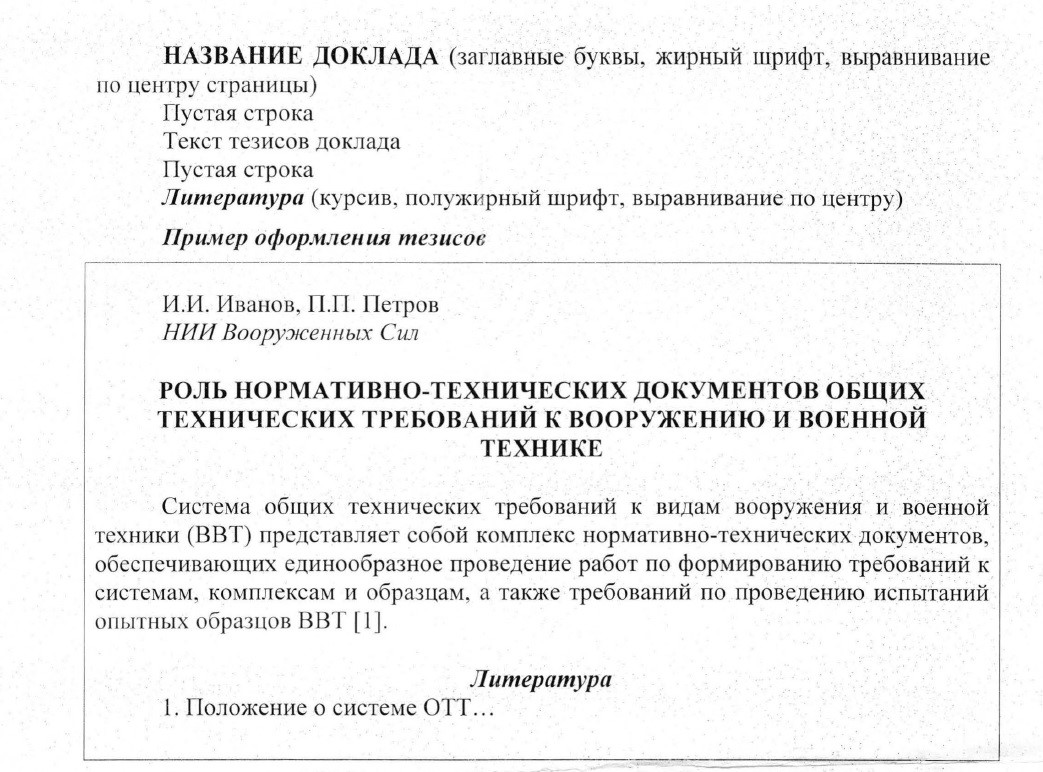 НАЗВАНИЕ ДОКЛАДА (заглавные буквы, жирный шрифт, выравнивание
по центру страницы)
Пустая строка
Текст тезисов доклада
Пустая строка
Литература (курсив, полужирный шрифт, выравнивание по центру)
Пример оформления тезисов
И.И. Иванов, П.П. Петров
НИИ Вооруженных Сил
РОЛЬ НОРМАТИВНО-ТЕХНИЧЕСКИХ ДОКУМЕНТОВ ОБЩИХ
ТЕХНИЧЕСКИХ ТРЕБОВАНИЙ К ВООРУЖЕНИЮ И ВОЕННОЙ
ТЕХНИКЕ
Система общих технических требований к видам вооружения и военной
техники (ВВТ) представляет собой комплекс нормативно-технических документов,
обеспечивающих единообразное проведение работ по формированию требований к
системам, комплексам и образцам, а также требований по проведению испытаний
опытных образцов ВВТ [1].
Литература
1. Положение о системе ОТТ…